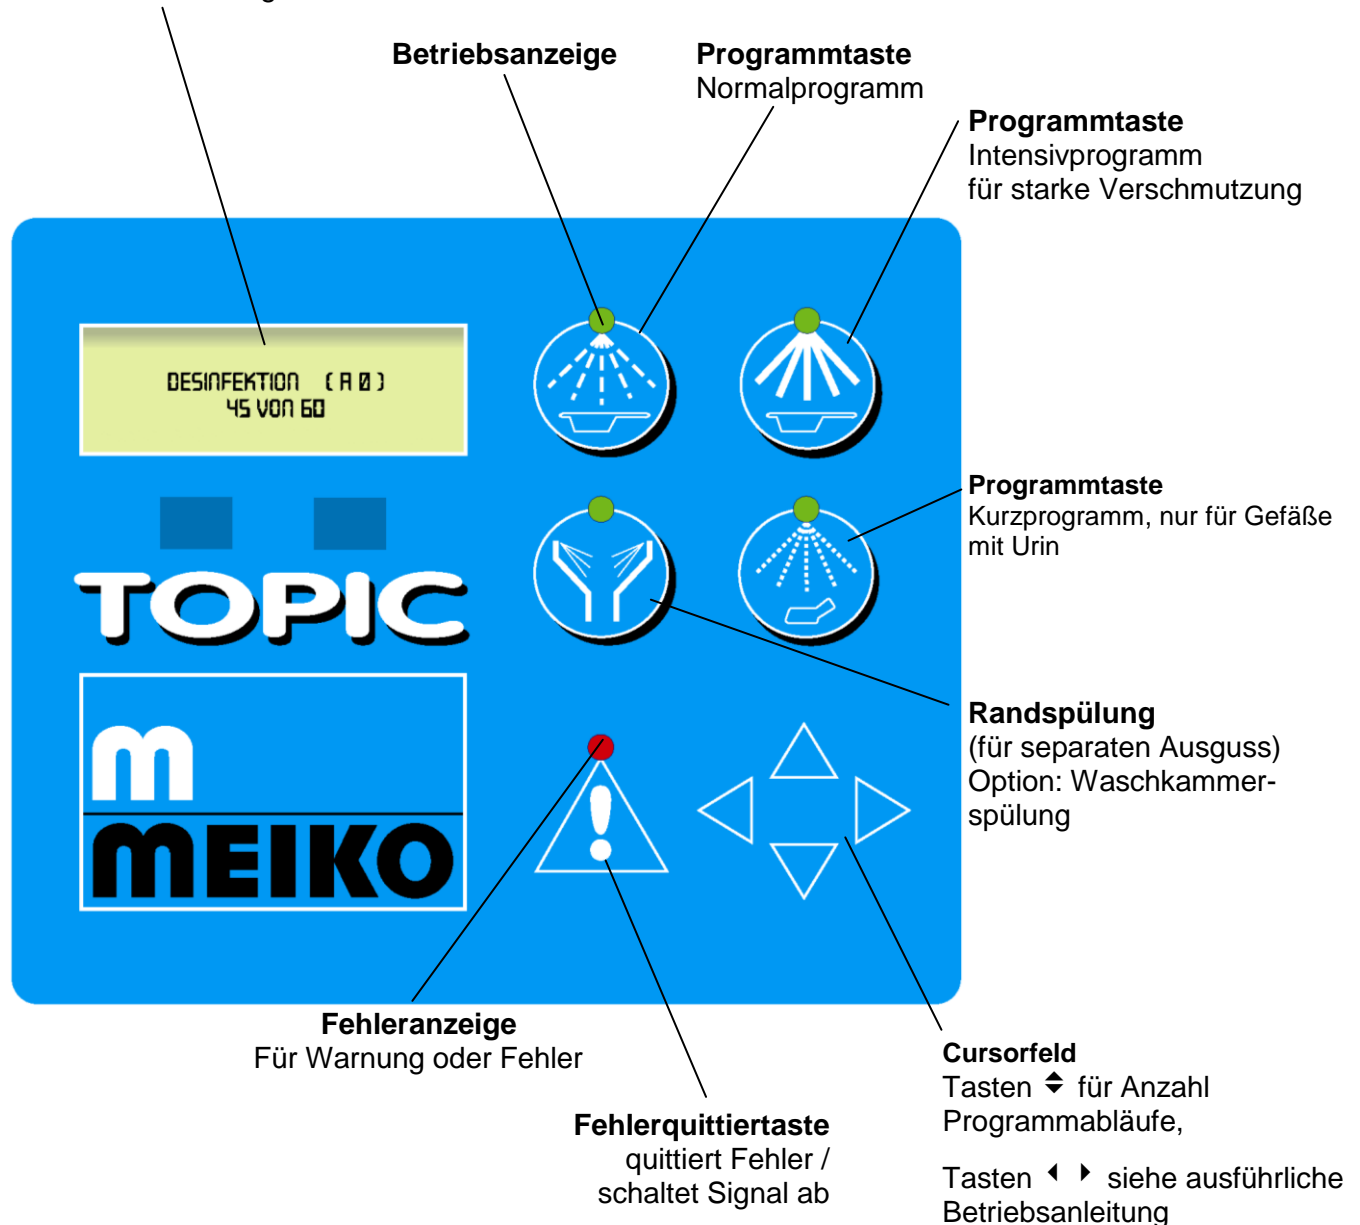 Betriebsanzeige
Programmtaste
Normalprogramm
Programmtaste
Intensivprogramm
für starke Verschmutzung
DESINFEKTION (A0)
45 VON 60
Programmtaste
Kurzprogramm, nur für Gefäße
mit Urin
TOPIC
Randspülung
(für separaten Ausguss)
Option: Waschkammer-
spülung
m
MEIKO
Fehleranzeige
Für Warnung oder Fehler
Fehlerquittiertaste
quittiert Fehler /
schaltet Signal ab
Cursorfeld
Tasten für Anzahl
Programmabläufe,
Tasten siehe ausführliche
Betriebsanleitung